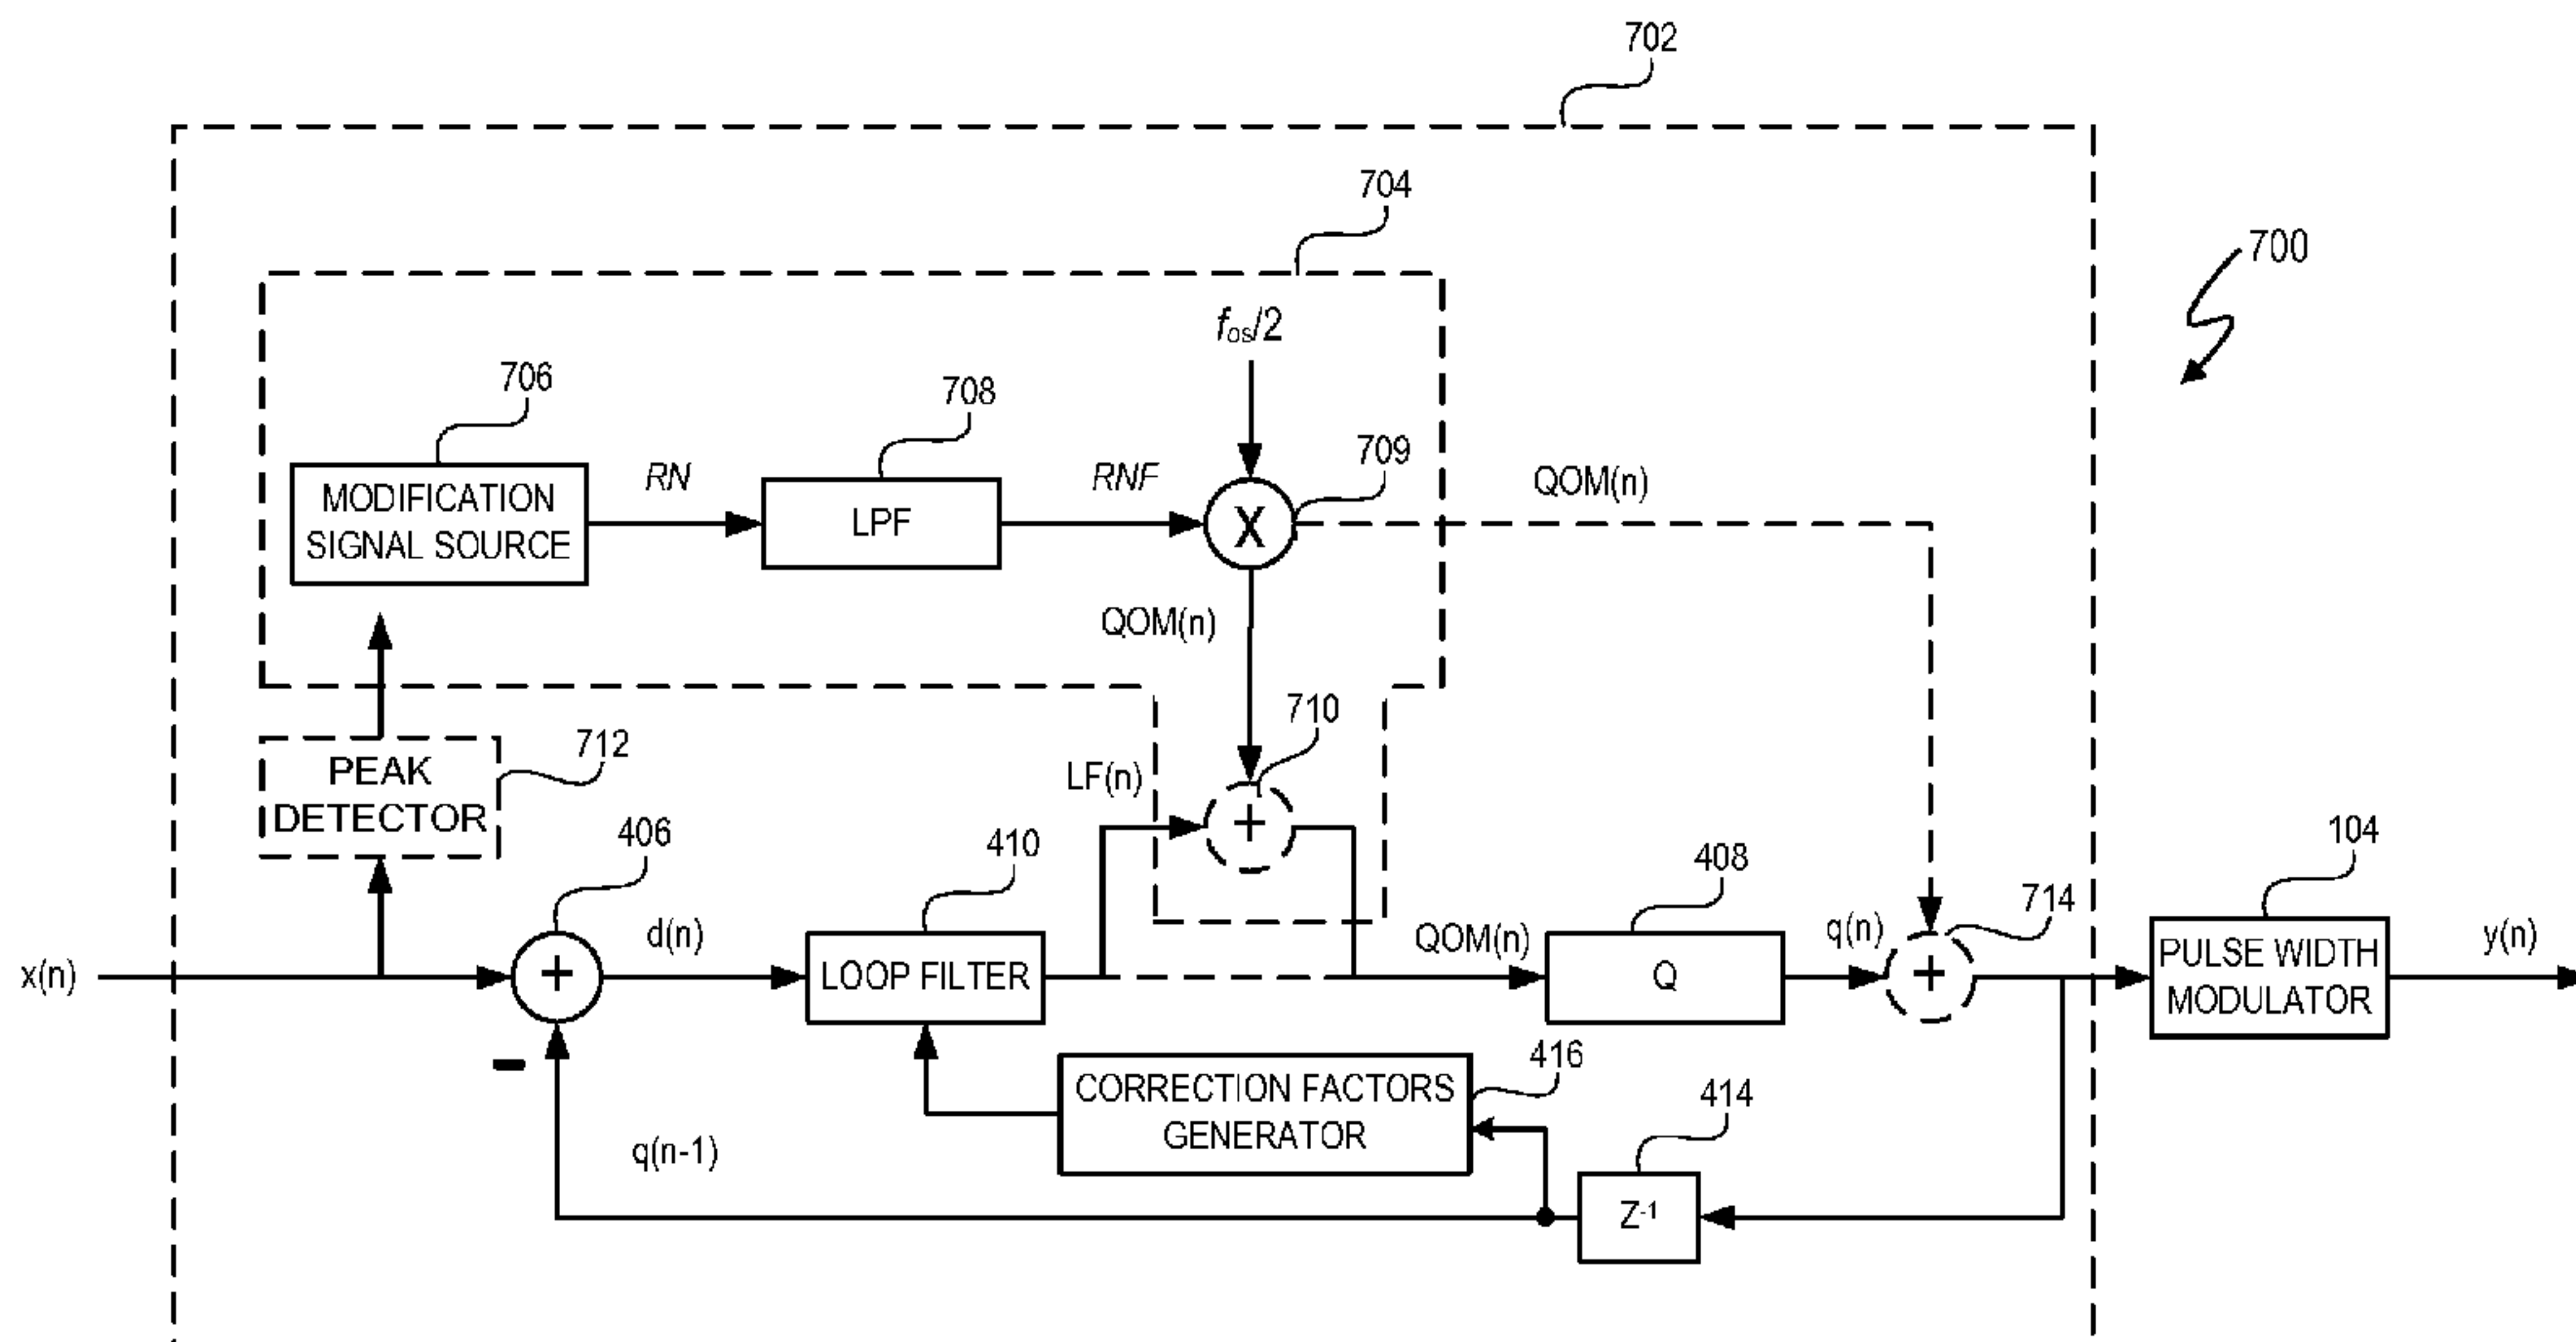 702
704
700
fos/2
706
708
709
RN
RNF
QOM(n)
MODIFICATION
SIGNAL SOURCE
LPF
X
QOM(n)
710
712
PEAK
DETECTOR
LF(n)
+
406
410
408
104
714
x(n)
+
d(n)
LOOP FILTER
QOM(n)
Q
q(n)
+
PULSE WIDTH
MODULATOR
y(n)
-
CORRECTION FACTORS
GENERATOR
416
414
q(n-1)
Z-1